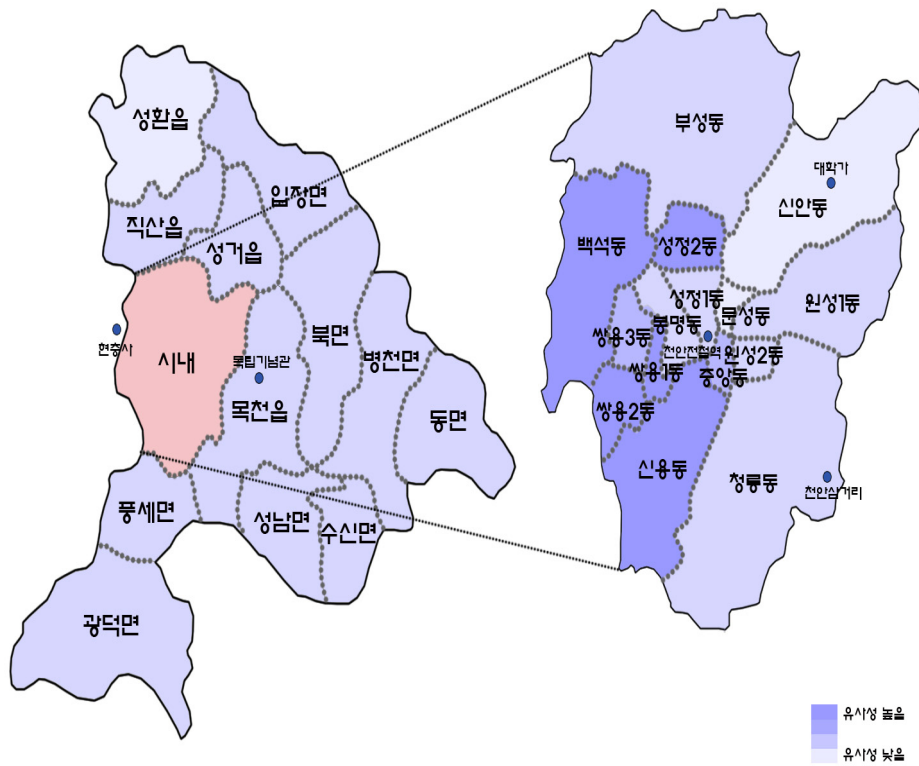 성환읍
입장면
직산읍
성거읍
현충사
시내
독립기념관
북면
병천면
목천읍
동면
풍세면
성남면
수신면
광덕면
부성동
대학가
신안동
백석동
성정2동
성정1동
원성1동
문성동
봉명동
쌍용3동
천안전철역
원성2동
쌍용1동
중앙동
쌍용2동
신용동
청룡동
천안삼거리
유사성 높음
유사성 낮음